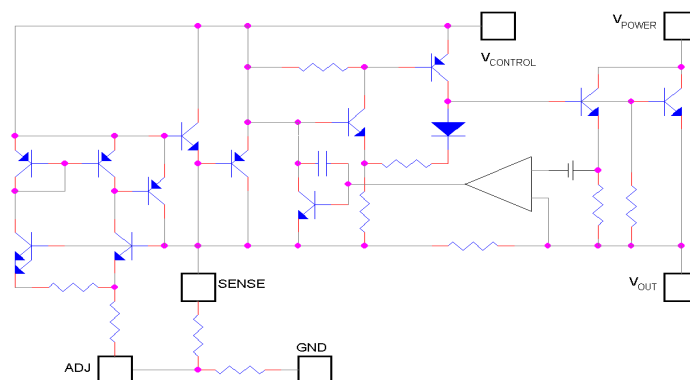 VPOWER
VCONTROL
SENSE
VOUT
GND
ADJ